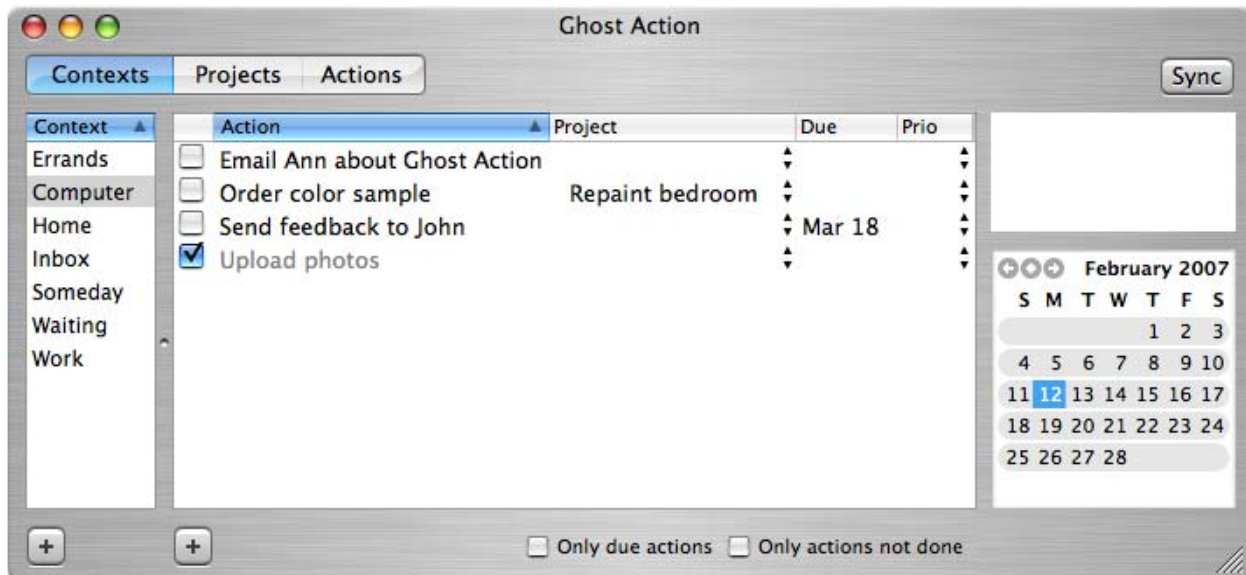 Ghost Action
Contexts Projects Actions Sync
Context Action Project Due Prio
Errands Email Ann about Ghost Action
Computer Order color sample Repaint bedroom
Home Send feedback to John Mar 18
Inbox Upload photos
Someday
Waiting
Work
February 2007
S M T W T F S
1 2 3
4 5 6 7 8 9 10
11 12 13 14 15 16 17
18 19 20 21 22 23 24
25 26 27 28
+ + Only due actions Only actions not done